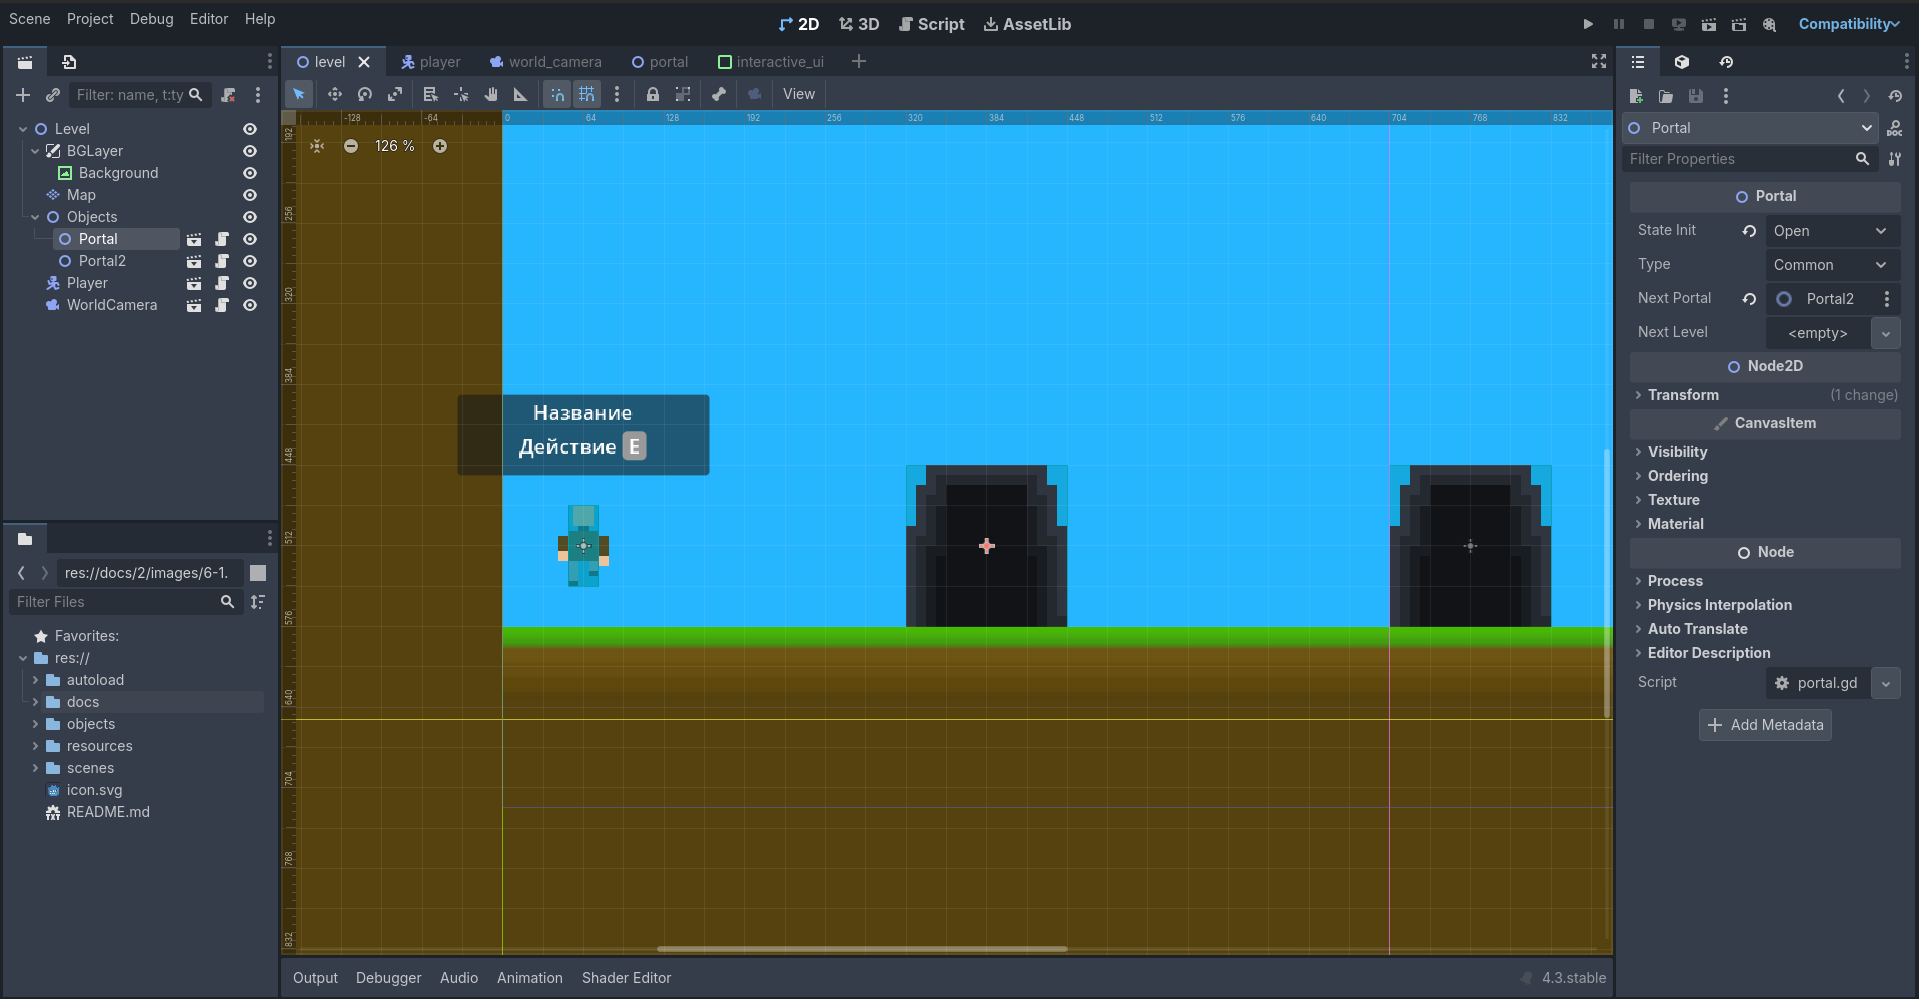 Scene Project Debug Editor Help
2D 3D Script AssetLib
Compatibility
Filter: name, t:ty
Level
BGLayer
Background
Map
Objects
Portal
Portal2
Player
WorldCamera
res://docs/2/images/6-1.
Filter Files
Favorites:
res://
autoload
docs
objects
resources
scenes
icon.svg
README.md
level player world_camera portal interactive_ui
View
-128 -64 0 64 128 192 256 320 384 448 512 576 640 704 768 832
192
256
320
384
448
512
576
640
704
768
832
126 %
Название
Действие E
Output Debugger Audio Animation Shader Editor
4.3.stable
Portal
DOC
Filter Properties
Portal
State Init Open
Type Common
Next Portal Portal2
Next Level <empty>
Node2D
Transform (1 change)
CanvasItem
Visibility
Ordering
Texture
Material
Node
Process
Physics Interpolation
Auto Translate
Editor Description
Script portal.gd
Add Metadata